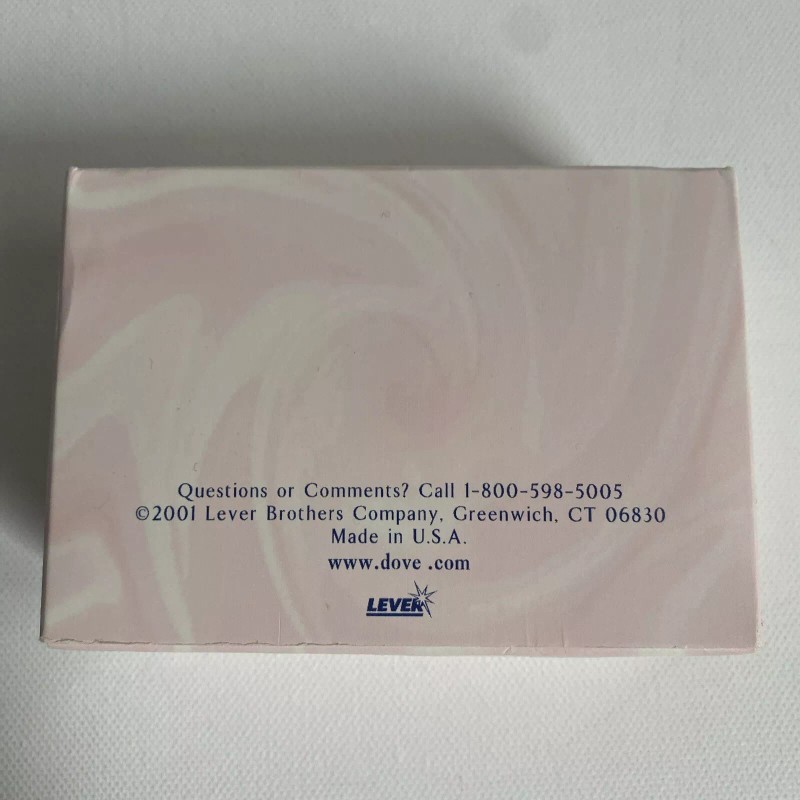 Questions or Comments? Call 1-800-598-5005
©2001 Lever Brothers Company, Greenwich, CT 06830
Made in U.S.A.
www.dove .com
LEVER